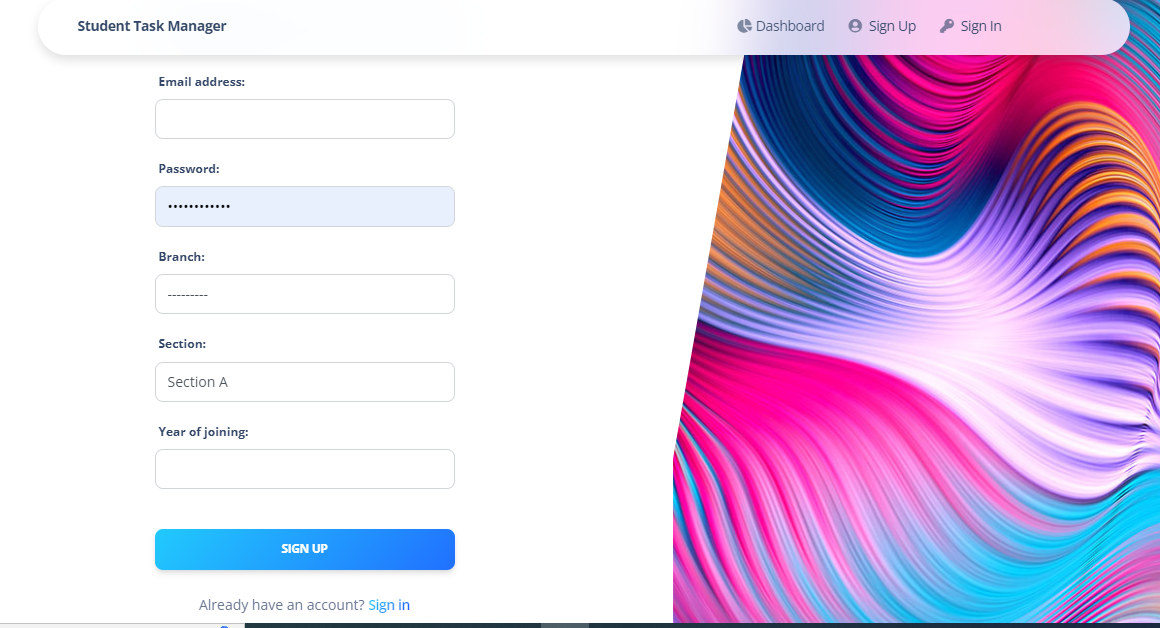 Student Task Manager
Dashboard
Sign Up
Sign In
Email address:
Password:
••••••••••••
Branch:
---------
Section:
Section A
Year of joining:
SIGN UP
Already have an account? Sign in